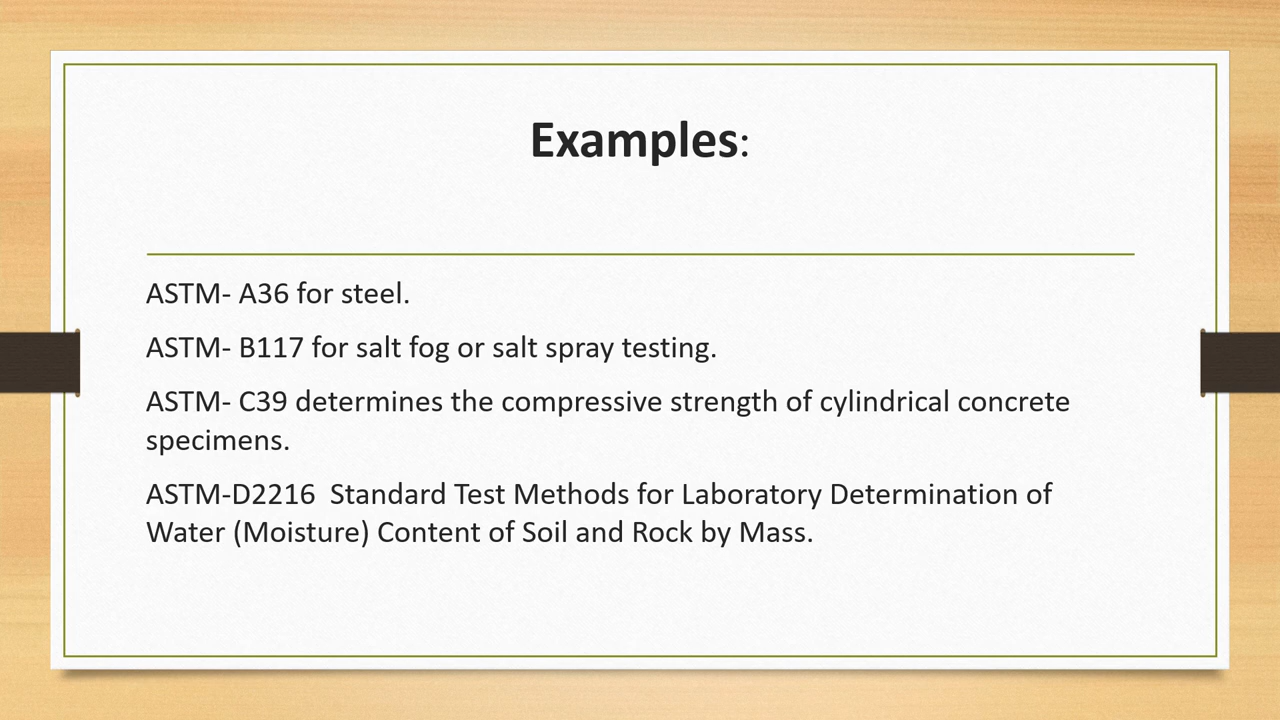 Examples:
ASTM- A36 for steel.
ASTM- B117 for salt fog or salt spray testing.
ASTM- C39 determines the compressive strength of cylindrical concrete
specimens.
ASTM-D2216  Standard Test Methods for Laboratory Determination of
Water (Moisture) Content of Soil and Rock by Mass.